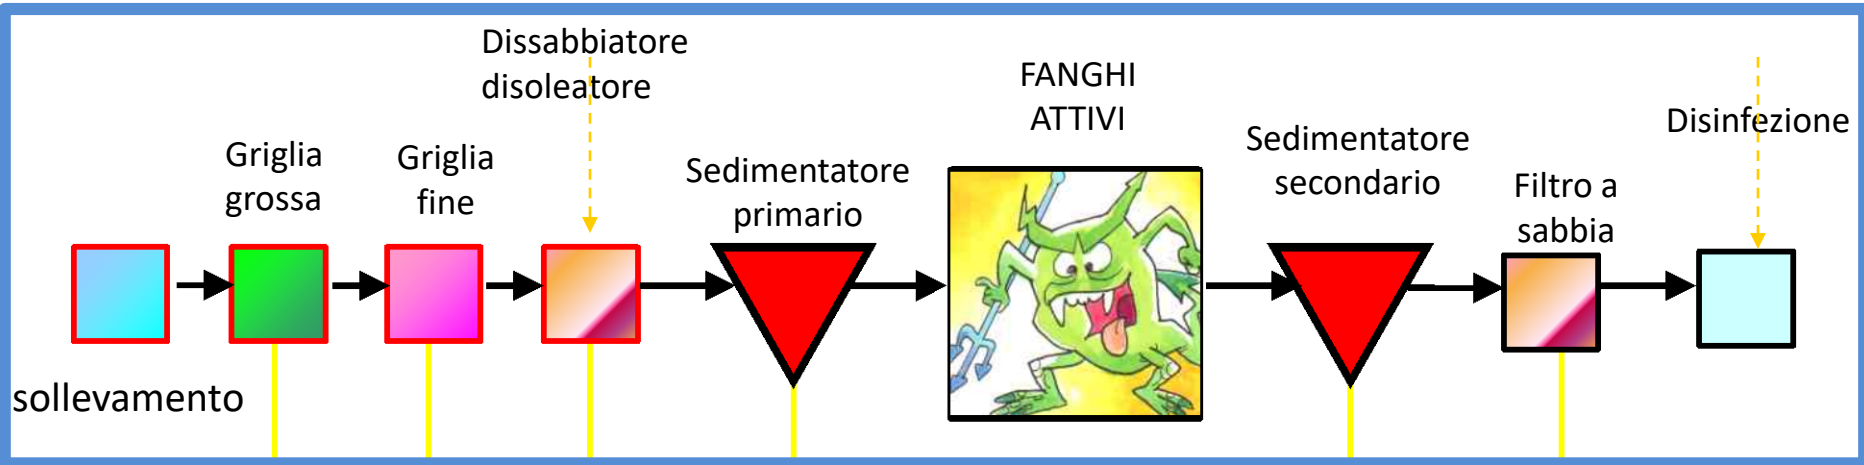 sollevamento
Griglia
grossa
Griglia
fine
Dissabbiatore
disoleatore
Sedimentatore
primario
FANGHI
ATTIVI
Sedimentatore
secondario
Filtro a
sabbia
Disinfezione